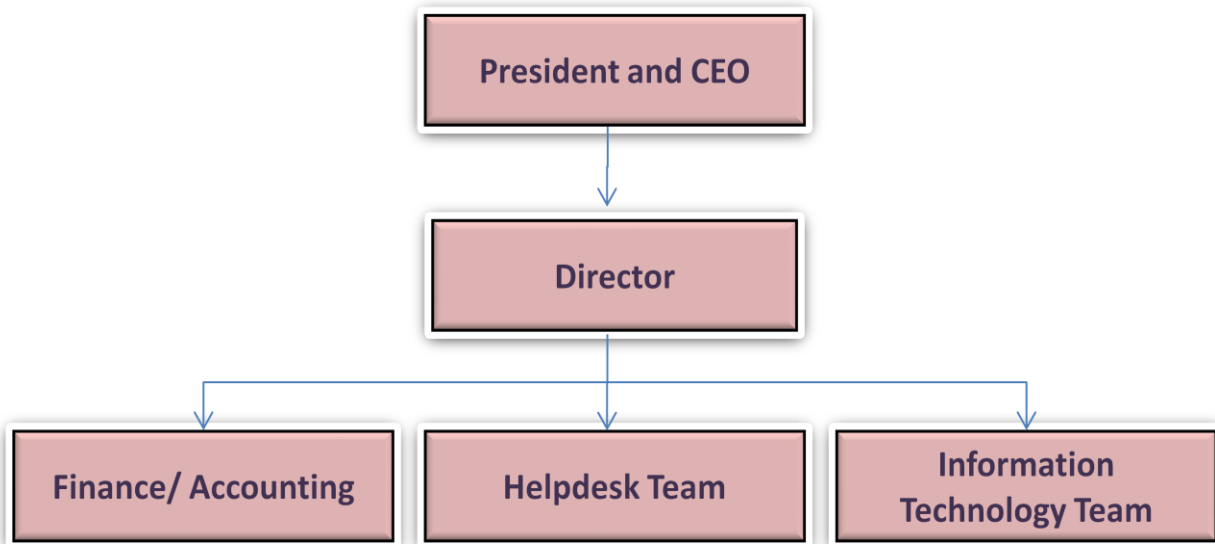 President and CEO
Director
Finance/ Accounting
Helpdesk Team
Information
Technology Team